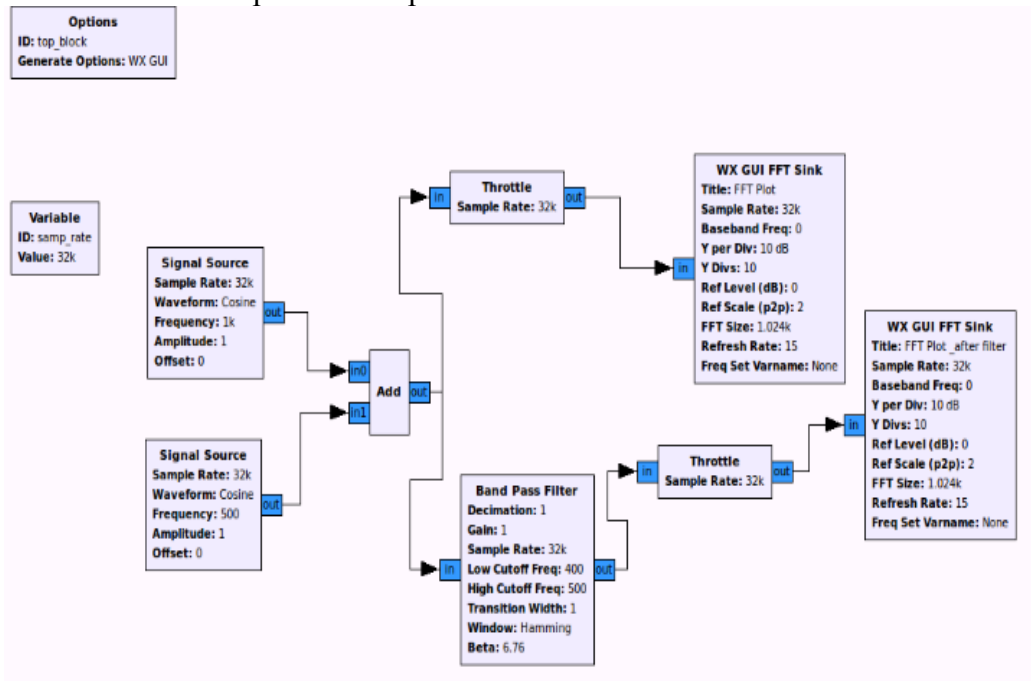 Options
ID: top_block
Generate Options: WX GUI
Variable
ID: samp_rate
Value: 32k
Signal Source
Sample Rate: 32k
Waveform: Cosine
Frequency: 1k
Amplitude: 1
Offset: 0
out
Signal Source
Sample Rate: 32k
Waveform: Cosine
Frequency: 500
Amplitude: 1
Offset: 0
out
in0
in1
Add
out
in
Throttle
Sample Rate: 32k
out
in
WX GUI FFT Sink
Title: FFT Plot
Sample Rate: 32k
Baseband Freq: 0
Y per Div: 10 dB
Y Divs: 10
Ref Level (dB): 0
Ref Scale (p2p): 2
FFT Size: 1.024k
Refresh Rate: 15
Freq Set Varname: None
in
Band Pass Filter
Decimation: 1
Gain: 1
Sample Rate: 32k
Low Cutoff Freq: 400
High Cutoff Freq: 500
Transition Width: 1
Window: Hamming
Beta: 6.76
out
in
Throttle
Sample Rate: 32k
out
in
WX GUI FFT Sink
Title: FFT Plot _after filter
Sample Rate: 32k
Baseband Freq: 0
Y per Div: 10 dB
Y Divs: 10
Ref Level (dB): 0
Ref Scale (p2p): 2
FFT Size: 1.024k
Refresh Rate: 15
Freq Set Varname: None